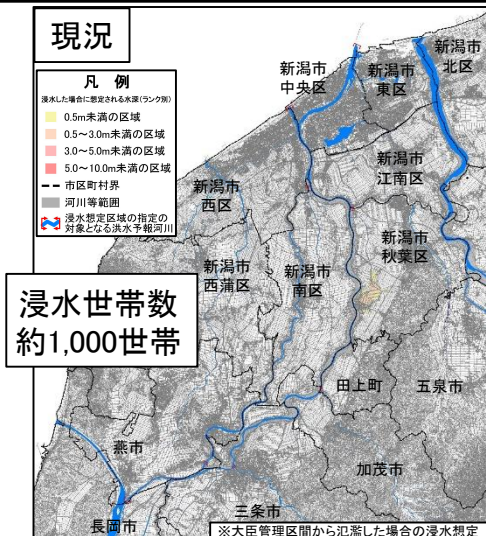 現況
凡 例
浸水した場合に想定される水深(ランク別)
0.5m未満の区域
0.5～3.0m未満の区域
3.0～5.0m未満の区域
5.0～10.0m未満の区域
市区町村界
河川等範囲
浸水想定区域の指定の
対象となる洪水予報河川
新潟市
中央区
新潟市
東区
新潟市
北区
新潟市
江南区
新潟市
西区
新潟市
秋葉区
新潟市
西蒲区
新潟市
南区
浸水世帯数
約1,000世帯
田上町
五泉市
燕市
加茂市
三条市
長岡市
※大臣管理区間から氾濫した場合の浸水想定